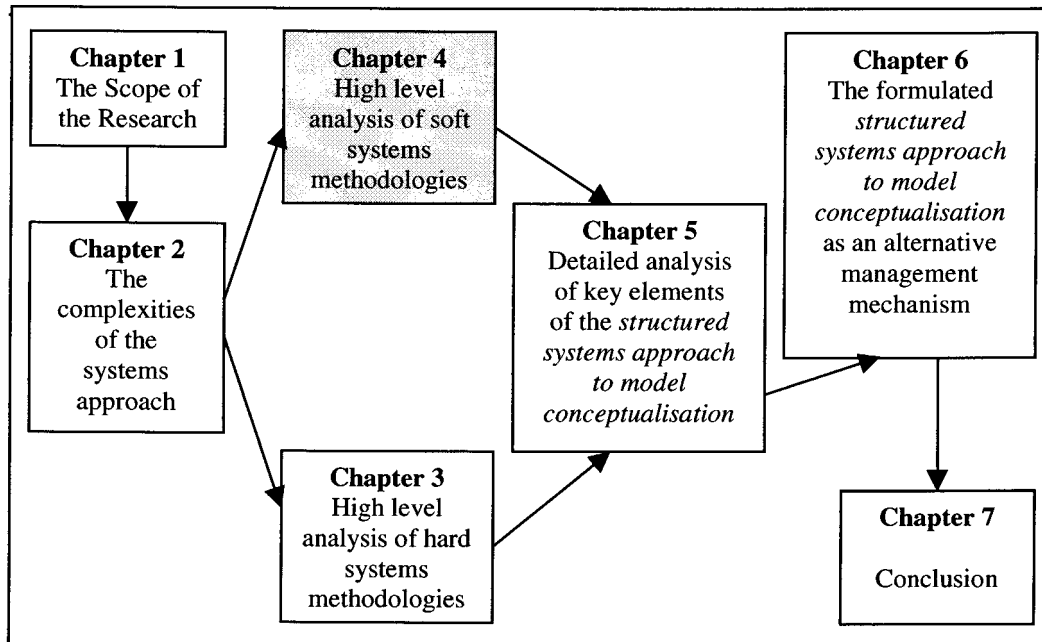 Chapter 1
The Scope of
the Research
Chapter 2
The
complexities
of the
systems
approach
Chapter 4
High level
analysis of soft
systems
methodologies
Chapter 3
High level
analysis of hard
systems
methodologies
Chapter 5
Detailed analysis
of key elements
of the structured
systems approach
to model
conceptualisation
Chapter 6
The formulated
structured
systems approach
to model
conceptualisation
as an alternative
management
mechanism
Chapter 7
Conclusion